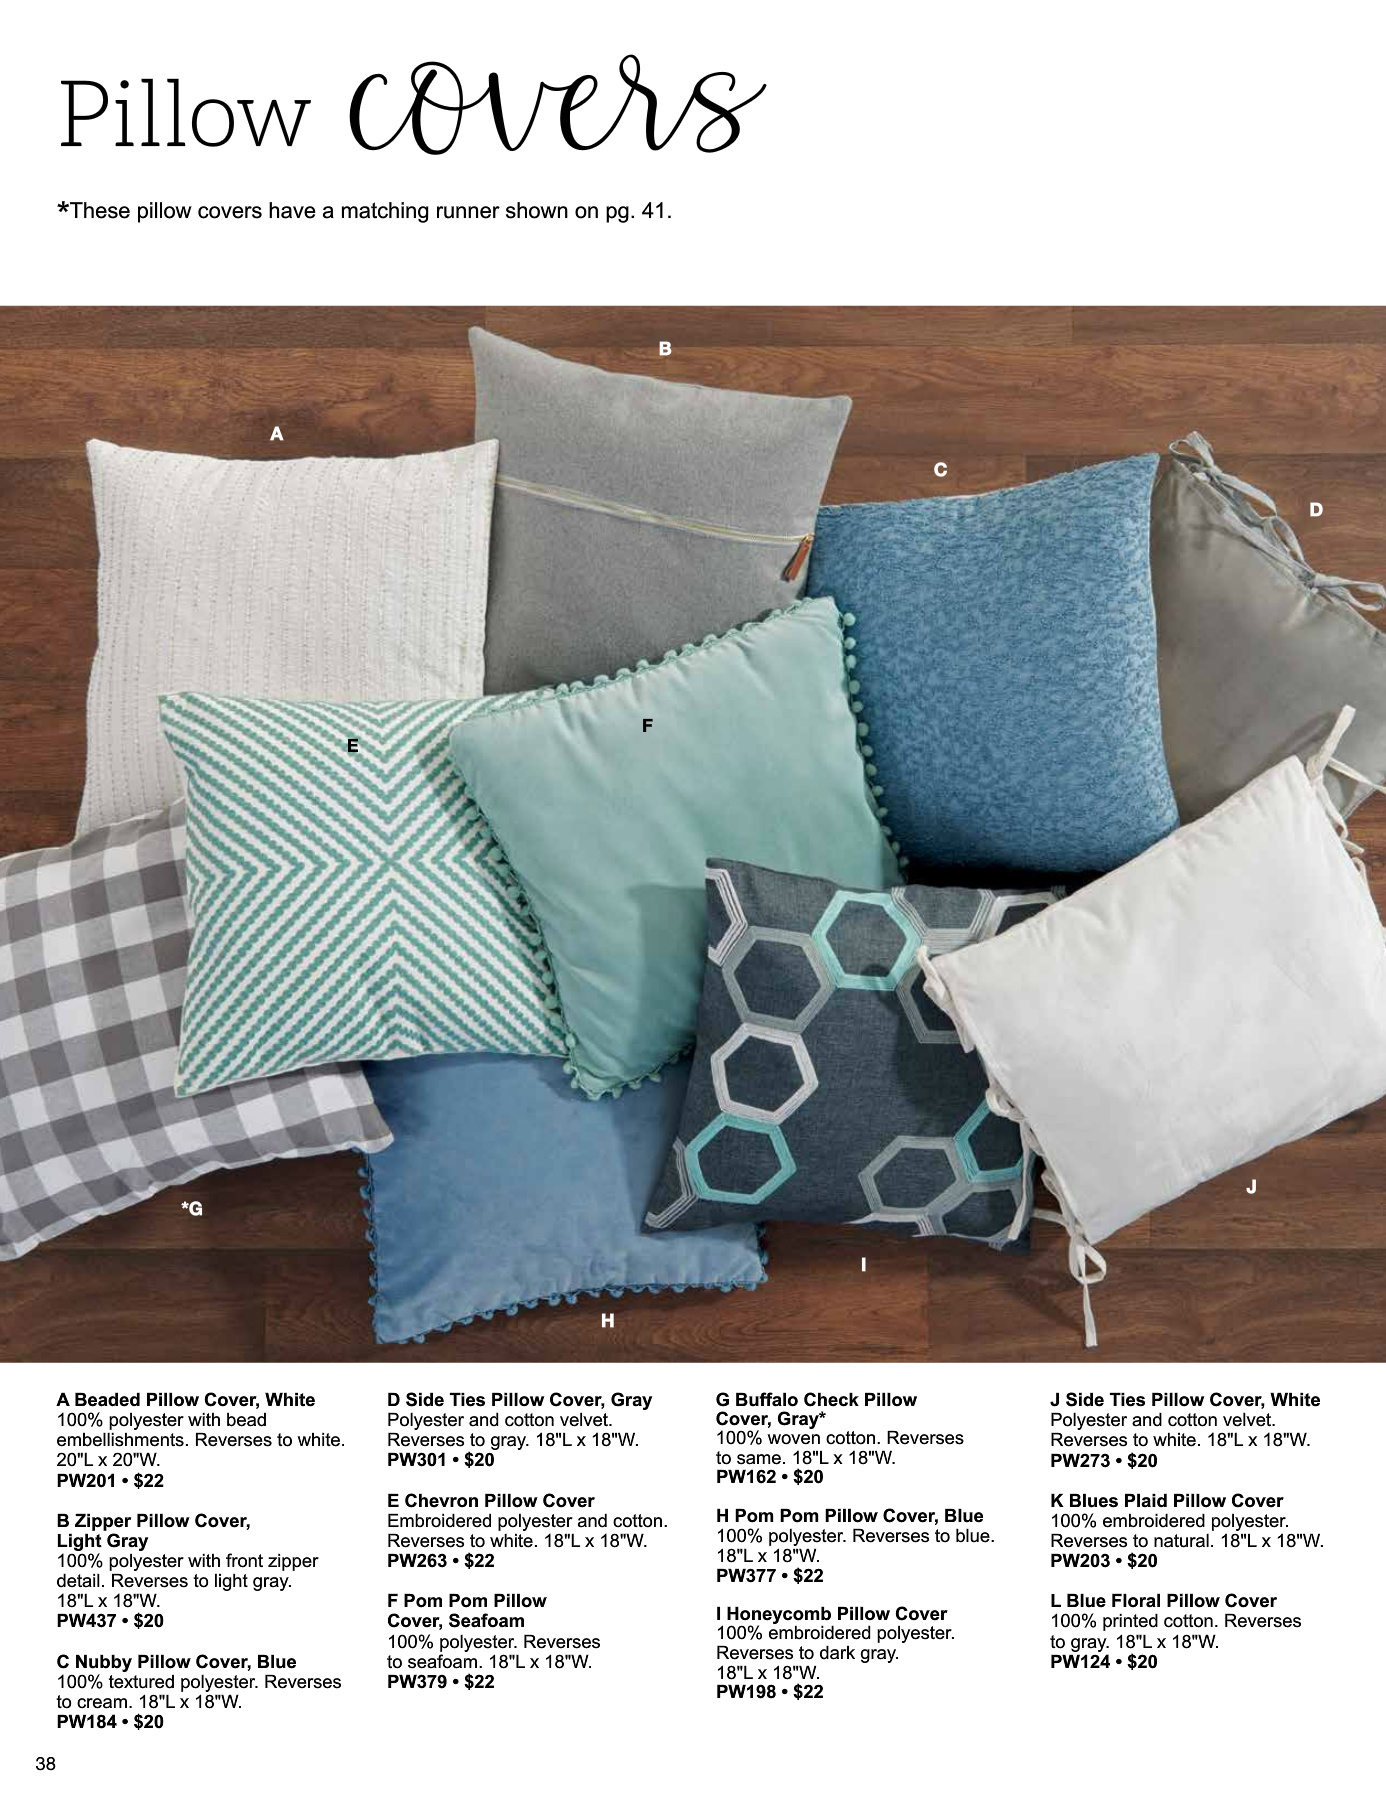 Pillow covers
*These pillow covers have a matching runner shown on pg. 41.
B
A
C
D
F
E
*G
J
I
H
A Beaded Pillow Cover, White
100% polyester with bead
embellishments. Reverses to white.
20"L x 20"W.
PW201 • $22
B Zipper Pillow Cover,
Light Gray
100% polyester with front zipper
detail. Reverses to light gray.
18"L x 18"W.
PW437 • $20
C Nubby Pillow Cover, Blue
100% textured polyester. Reverses
to cream. 18"L x 18"W.
PW184 • $20
D Side Ties Pillow Cover, Gray
Polyester and cotton velvet.
Reverses to gray. 18"L x 18"W.
PW301 • $20
E Chevron Pillow Cover
Embroidered polyester and cotton.
Reverses to white. 18"L x 18"W.
PW263 • $22
F Pom Pom Pillow
Cover, Seafoam
100% polyester. Reverses
to seafoam. 18"L x 18"W.
PW379 • $22
G Buffalo Check Pillow
Cover, Gray*
100% woven cotton. Reverses
to same. 18"L x 18"W.
PW162 • $20
H Pom Pom Pillow Cover, Blue
100% polyester. Reverses to blue.
18"L x 18"W.
PW377 • $22
I Honeycomb Pillow Cover
100% embroidered polyester.
Reverses to dark gray.
18"L x 18"W.
PW198 • $22
J Side Ties Pillow Cover, White
Polyester and cotton velvet.
Reverses to white. 18"L x 18"W.
PW273 • $20
K Blues Plaid Pillow Cover
100% embroidered polyester.
Reverses to natural. 18"L x 18"W.
PW203 • $20
L Blue Floral Pillow Cover
100% printed cotton. Reverses
to gray. 18"L x 18"W.
PW124 • $20
38